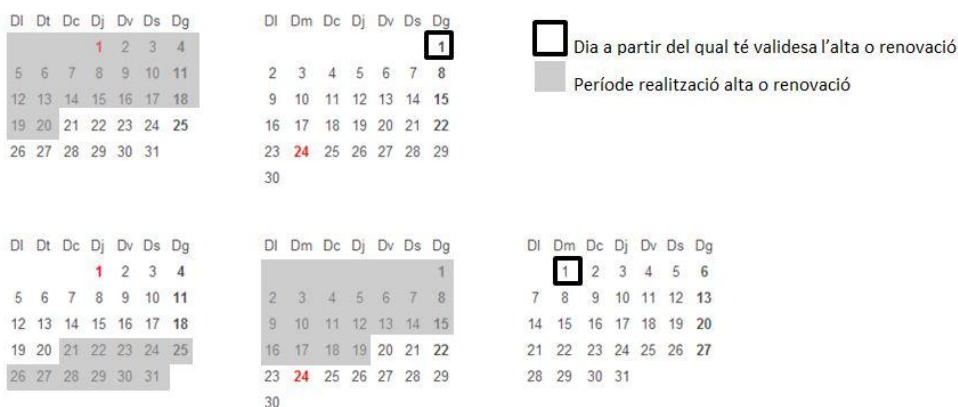 Dl Dt Dc Dj Dv Ds Dg
1 2 3 4
5 6 7 8 9 10 11
12 13 14 15 16 17 18
19 20 21 22 23 24 25
26 27 28 29 30 31
Dl Dm Dc Dj Dv Ds Dg
1
2 3 4 5 6 7 8
9 10 11 12 13 14 15
16 17 18 19 20 21 22
23 24 25 26 27 28 29
30
Dia a partir del qual té validesa l'alta o renovació
Període realització alta o renovació
Dl Dt Dc Dj Dv Ds Dg
1 2 3 4
5 6 7 8 9 10 11
12 13 14 15 16 17 18
19 20 21 22 23 24 25
26 27 28 29 30 31
Dl Dm Dc Dj Dv Ds Dg
1
2 3 4 5 6 7 8
9 10 11 12 13 14 15
16 17 18 19 20 21 22
23 24 25 26 27 28 29
30
Dl Dm Dc Dj Dv Ds Dg
1 2 3 4 5 6
7 8 9 10 11 12 13
14 15 16 17 18 19 20
21 22 23 24 25 26 27
28 29 30 31